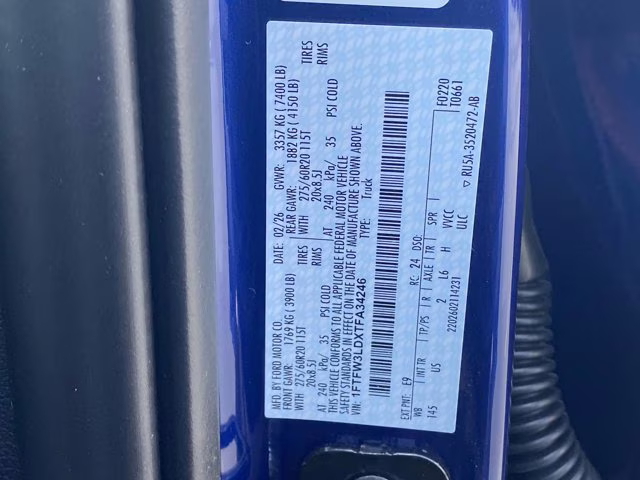 MFD. BY FORD MOTOR CO.
DATE: 02/26 GVWR: 3357 KG ( 7400 LB)
FRONT GAWR: 1769 KG ( 3900 LB) REAR GAWR: 1882 KG ( 4150 LB)
WITH 275/60R20 115T TIRES WITH 275/60R20 115T TIRES
20x8.5J RIMS 20x8.5J RIMS
AT 240 kPa/ 35 PSI COLD AT 240 kPa/ 35 PSI COLD
THIS VEHICLE CONFORMS TO ALL APPLICABLE FEDERAL MOTOR VEHICLE
SAFETY STANDARDS IN EFFECT ON THE DATE OF MANUFACTURE SHOWN ABOVE.
VIN: 1FTFW3LDXTFA34246 TYPE: Truck
F0220
T0661
EXT PNT: E9 RC: 24 DSO:
WB INT TR TP/PS R AXLE TR SPR
145 US 2 L6 H VVCC
2202602114231 ULC
▽ RU5A-3520472-AB